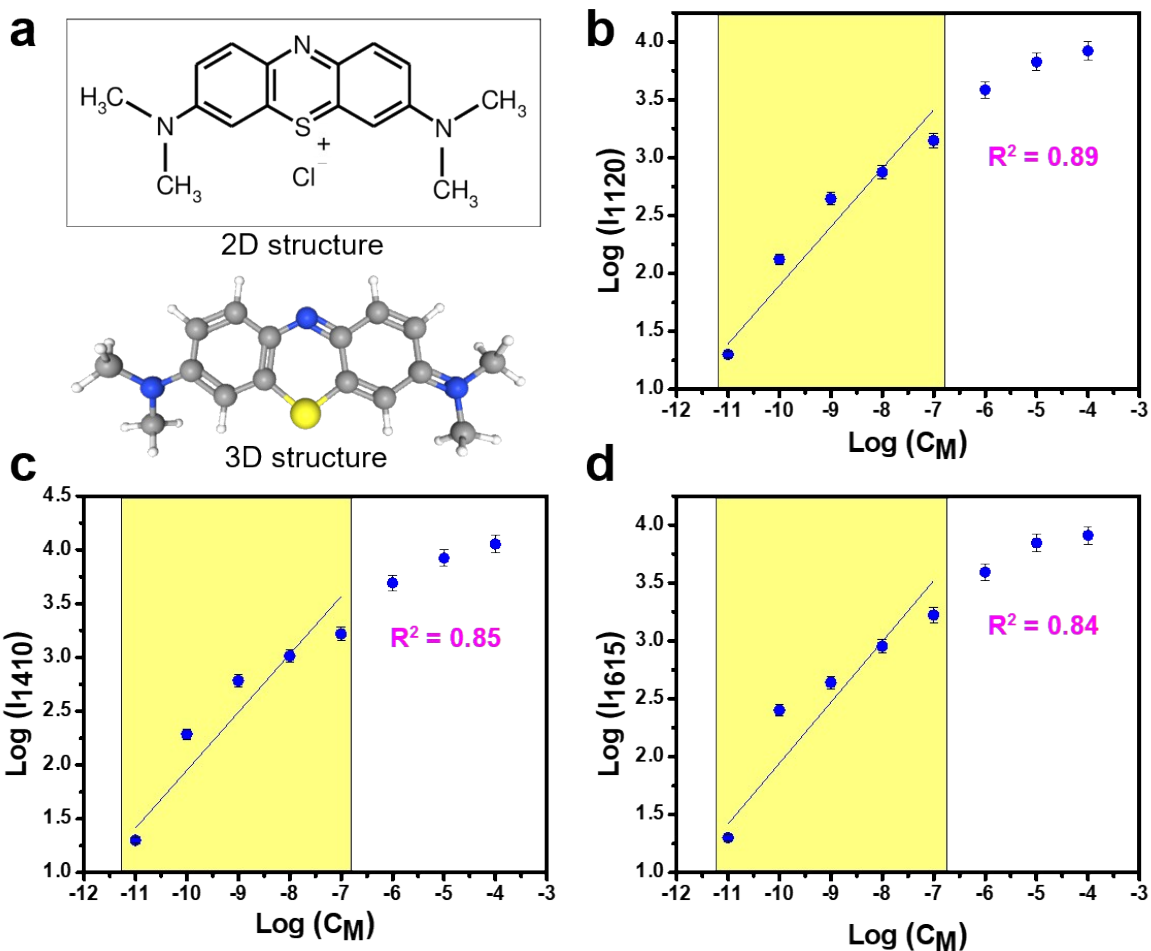 a
N
H3C
N
CH3
S
+
N
CH3
Cl
−
CH3
CH3
2D structure
3D structure
b
4.0
3.5
3.0
2.5
2.0
1.5
1.0
Log (I1120)
R2 = 0.89
-12 -11 -10 -9 -8 -7 -6 -5 -4 -3
Log (CM)
c
4.5
4.0
3.5
3.0
2.5
2.0
1.5
1.0
Log (I1410)
R2 = 0.85
-12 -11 -10 -9 -8 -7 -6 -5 -4 -3
Log (CM)
d
4.0
3.5
3.0
2.5
2.0
1.5
1.0
Log (I1615)
R2 = 0.84
-12 -11 -10 -9 -8 -7 -6 -5 -4 -3
Log (CM)